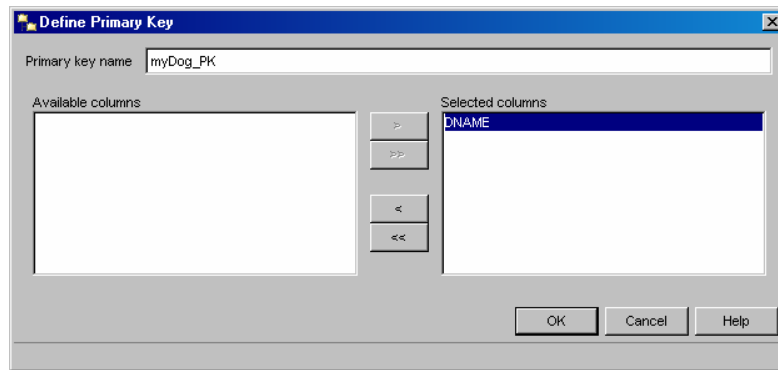 Define Primary Key
Primary key name myDog_PK
Available columns Selected columns
DNAME
>
>>
<
<<
OK Cancel Help